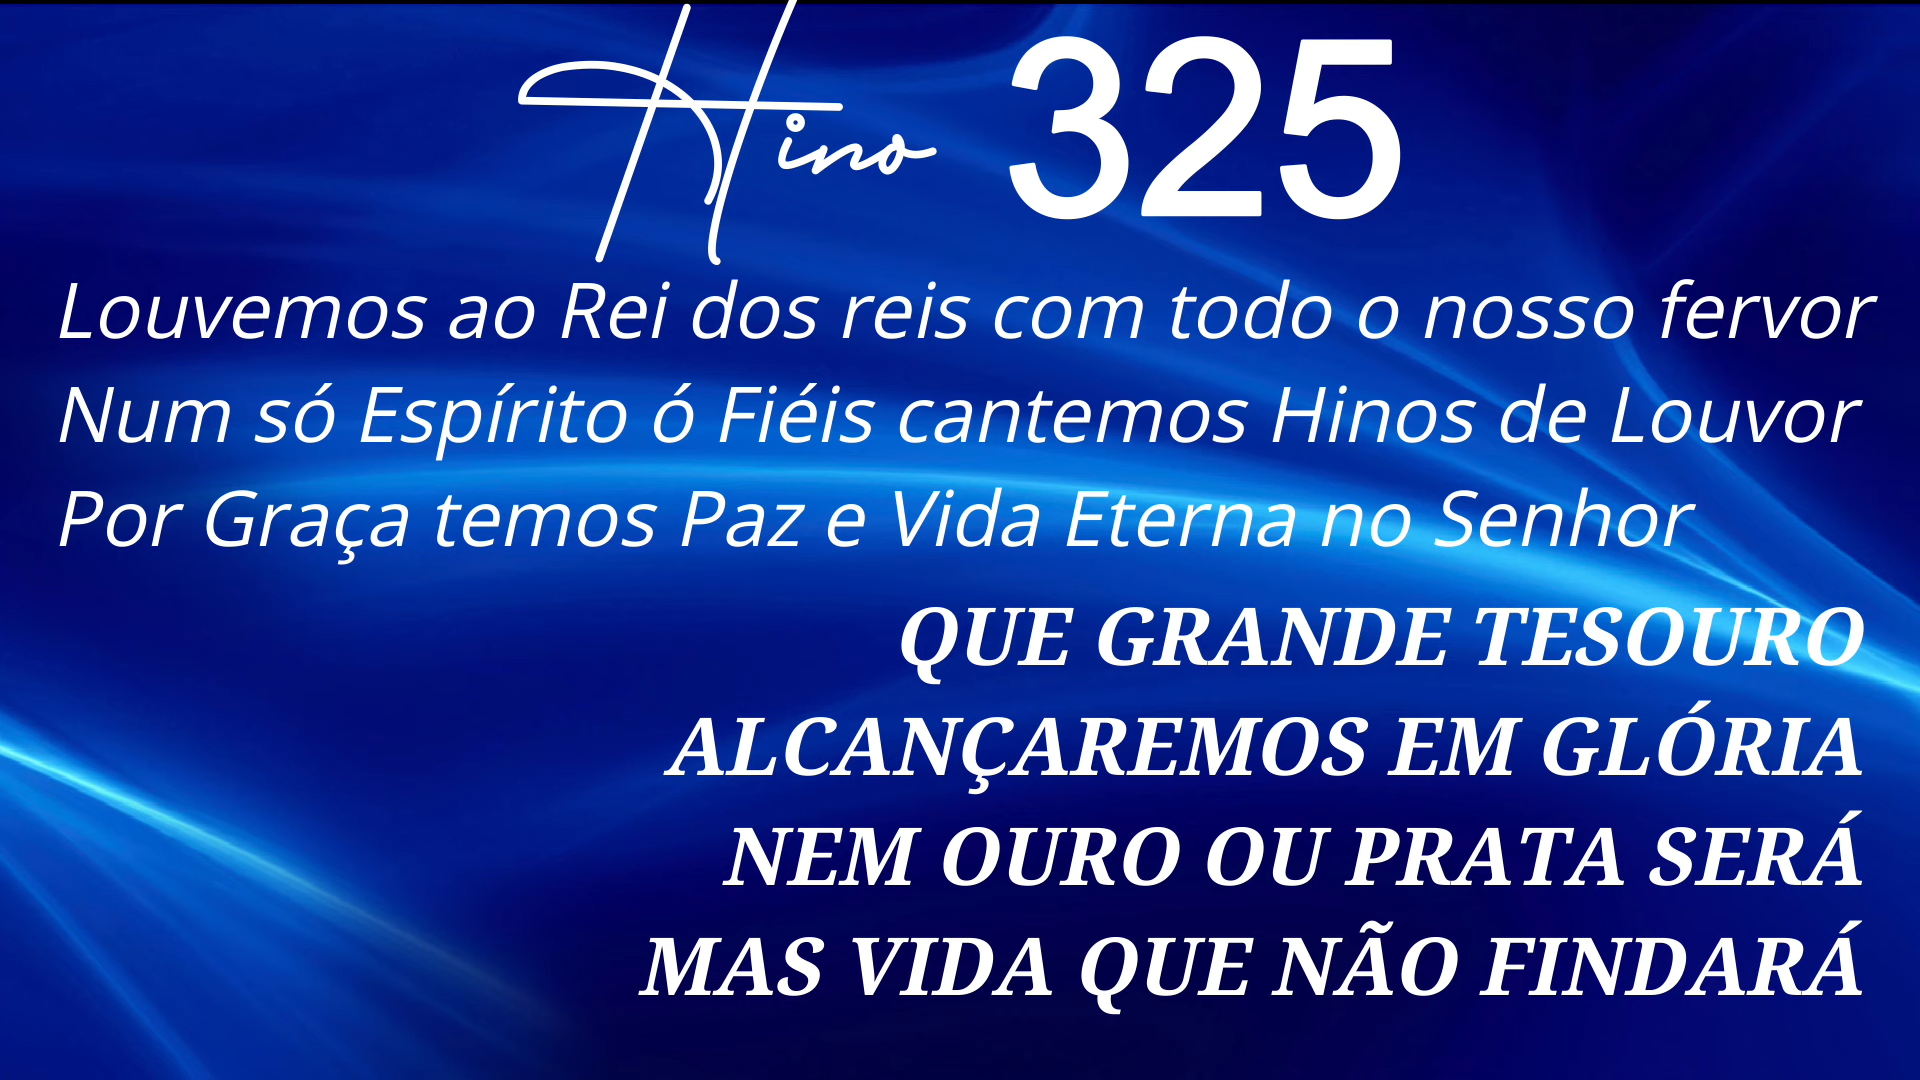 Hino 325
Louvemos ao Rei dos reis com todo o nosso fervor
Num só Espírito ó Fiéis cantemos Hinos de Louvor
Por Graça temos Paz e Vida Eterna no Senhor
QUE GRANDE TESOURO
ALCANÇAREMOS EM GLÓRIA
NEM OURO OU PRATA SERÁ
MAS VIDA QUE NÃO FINDARÁ